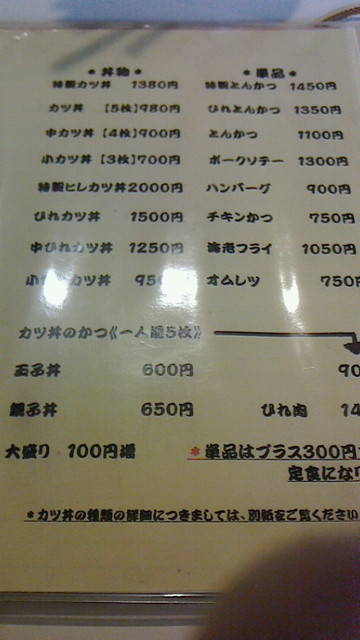 *丼物*
特製カツ丼 1380円
カツ丼 【5枚】980円
中カツ丼【4枚】900円
小カツ丼【3枚】700円
特製ヒレカツ丼2000円
ひれカツ丼 1500円
中ひれカツ丼 1250円
小 カツ丼 950
*単品*
特製とんかつ 1450円
ひれとんかつ 1350円
とんかつ 1100円
ポークソテー 1300円
ハンバーグ 900円
チキンかつ 750円
海老フライ 1050円
オムレツ 750円
カツ丼のかつ《一人前5枚》
玉子丼 600円
親子丼 650円
大盛り 100円増
90
ひれ肉 14
*単品はプラス300円
定食にな
*カツ丼の種類の詳細につきましては、別紙をご覧ください